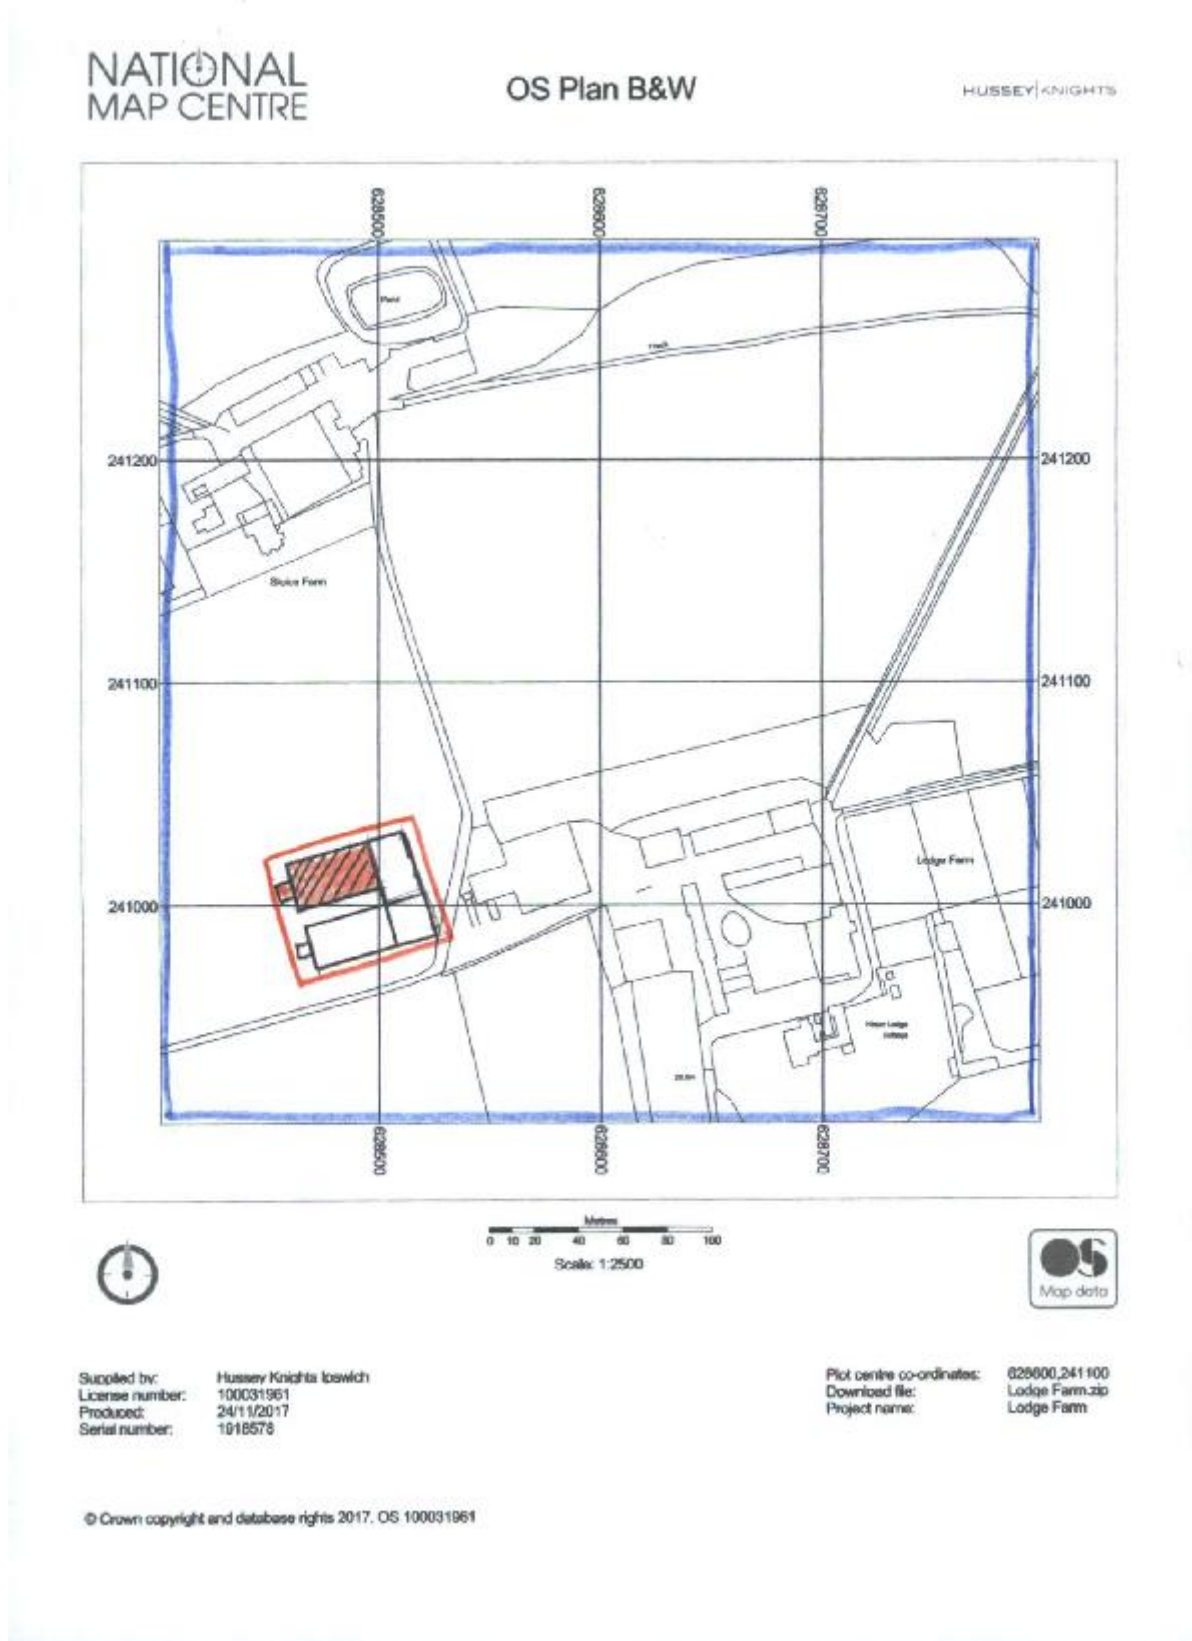 NATIONAL
MAP CENTRE
OS Plan B&W
HUSSEY KNIGHTS
628500
628600
628700
Pond
Track
241200
241200
Sluice Farm
241100
241100
Lodge Farm
241000
241000
628500
628600
628700
Metres
0 10 20 40 60 80 100
Scale: 1:2500
OS
Map data
Supplied by: Hussey Knights Ipswich
License number: 100031961
Produced: 24/11/2017
Serial number: 1918578
Plot centre co-ordinates: 628600,241100
Download file: Lodge Farm.zip
Project name: Lodge Farm
© Crown copyright and database rights 2017. OS 100031961